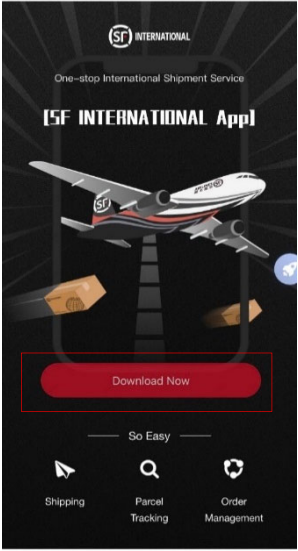 SF INTERNATIONAL
One-stop International Shipment Service
[SF INTERNATIONAL App]
SF
Download Now
So Easy
Shipping
Parcel
Tracking
Order
Management